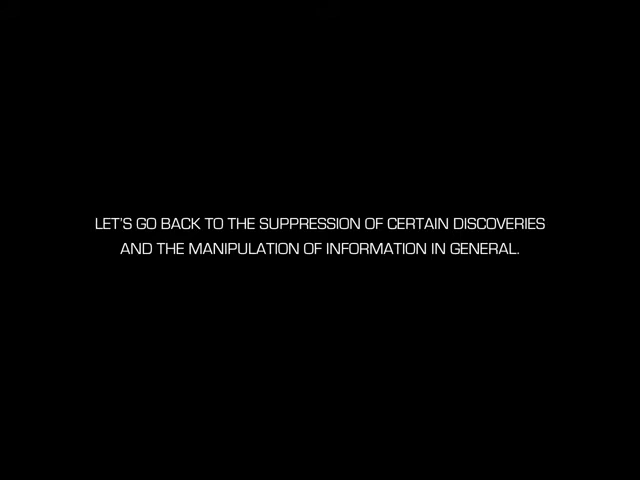 LET'S GO BACK TO THE SUPPRESSION OF CERTAIN DISCOVERIES
AND THE MANIPULATION OF INFORMATION IN GENERAL.